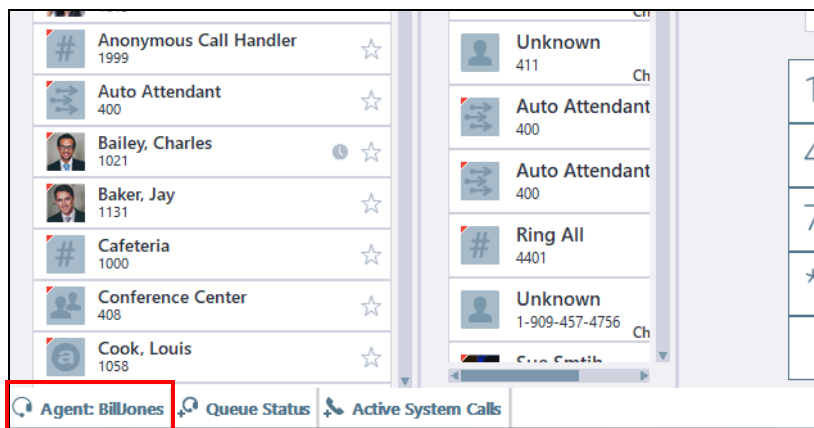 Anonymous Call Handler
1999
Auto Attendant
400
Bailey, Charles
1021
Baker, Jay
1131
Cafeteria
1000
Conference Center
408
Cook, Louis
1058
Unknown
411
Ch
Auto Attendant
400
Auto Attendant
400
Ring All
4401
Unknown
1-909-457-4756
Ch
*
Agent: BillJones
Queue Status
Active System Calls